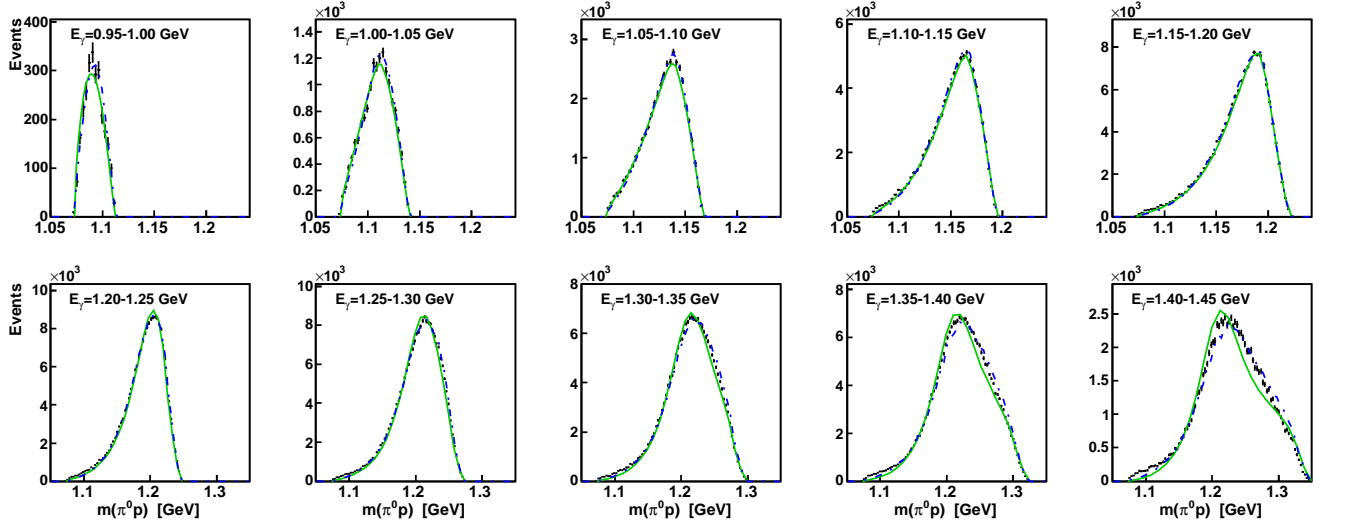 Events
400
300
200
100
0
E_γ=0.95-1.00 GeV
1.05 1.1 1.15 1.2
×10³
1.4
1.2
1
0.8
0.6
0.4
0.2
0
E_γ=1.00-1.05 GeV
1.05 1.1 1.15 1.2
×10³
3
2
1
0
E_γ=1.05-1.10 GeV
1.05 1.1 1.15 1.2
×10³
6
4
2
0
E_γ=1.10-1.15 GeV
1.05 1.1 1.15 1.2
×10³
8
6
4
2
0
E_γ=1.15-1.20 GeV
1.05 1.1 1.15 1.2
Events
×10³
10
8
6
4
2
0
E_γ=1.20-1.25 GeV
1.1 1.2 1.3
m(π⁰p) [GeV]
×10³
10
8
6
4
2
0
E_γ=1.25-1.30 GeV
1.1 1.2 1.3
m(π⁰p) [GeV]
×10³
8
6
4
2
0
E_γ=1.30-1.35 GeV
1.1 1.2 1.3
m(π⁰p) [GeV]
×10³
8
6
4
2
0
E_γ=1.35-1.40 GeV
1.1 1.2 1.3
m(π⁰p) [GeV]
×10³
2.5
2
1.5
1
0.5
0
E_γ=1.40-1.45 GeV
1.1 1.2 1.3
m(π⁰p) [GeV]